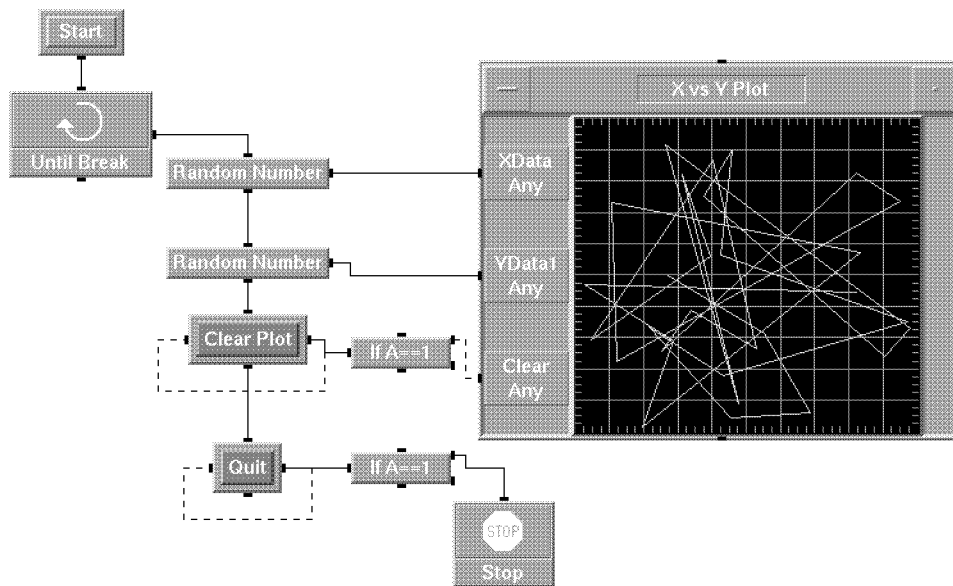 Start
Until Break
Random Number
Random Number
Clear Plot
If A==1
Quit
If A==1
STOP
Stop
X vs Y Plot
XData
Any
YData1
Any
Clear
Any